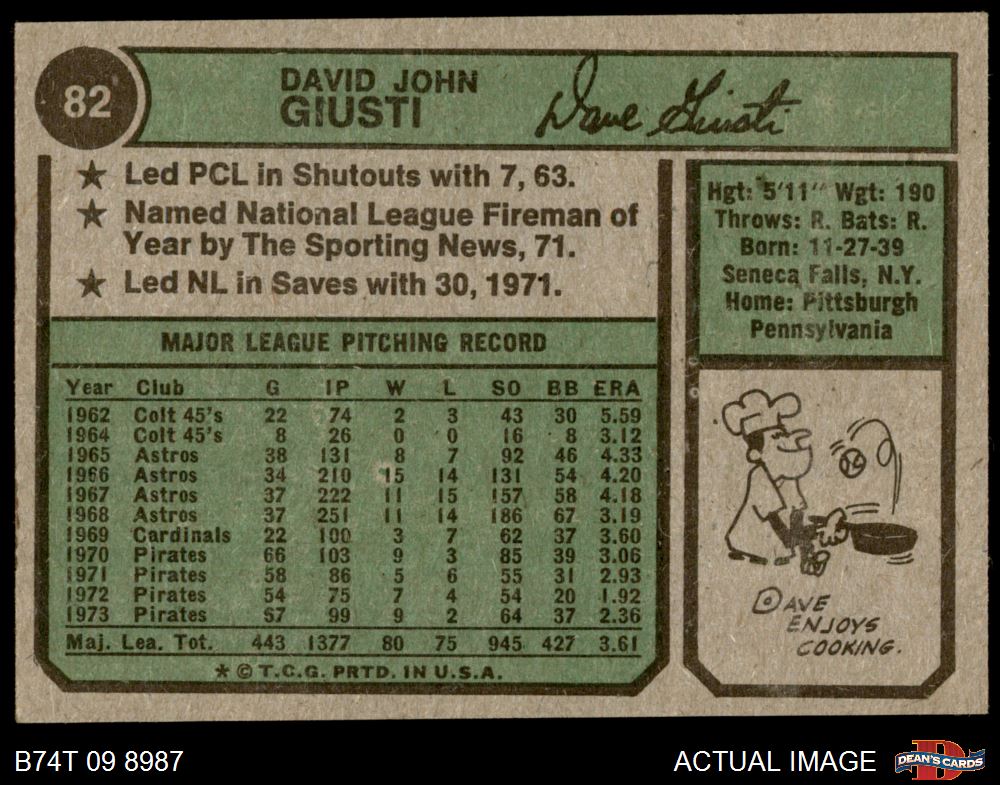 82
DAVID JOHN
GIUSTI
Dave Giusti
★ Led PCL in Shutouts with 7, 63.
★ Named National League Fireman of
Year by The Sporting News, 71.
★ Led NL in Saves with 30, 1971.
Hgt: 5'11" Wgt: 190
Throws: R. Bats: R.
Born: 11-27-39
Seneca Falls, N.Y.
Home: Pittsburgh
Pennsylvania
MAJOR LEAGUE PITCHING RECORD
Year Club G IP W L SO BB ERA
1962 Colt 45's 22 74 2 3 43 30 5.59
1964 Colt 45's 8 26 0 0 16 8 3.12
1965 Astros 38 131 8 7 92 46 4.33
1966 Astros 34 210 15 14 131 54 4.20
1967 Astros 37 222 11 15 157 58 4.18
1968 Astros 37 251 11 14 186 67 3.19
1969 Cardinals 22 100 3 7 62 37 3.60
1970 Pirates 66 103 9 3 85 39 3.06
1971 Pirates 58 86 5 6 55 31 2.93
1972 Pirates 54 75 7 4 54 20 1.92
1973 Pirates 67 99 9 2 64 37 2.36
Maj. Lea. Tot. 443 1377 80 75 945 427 3.61
* © T.C.G. PRTD. IN U.S.A.
DAVE
ENJOYS
COOKING.
B74T 09 8987
ACTUAL IMAGE
DEAN'S CARDS